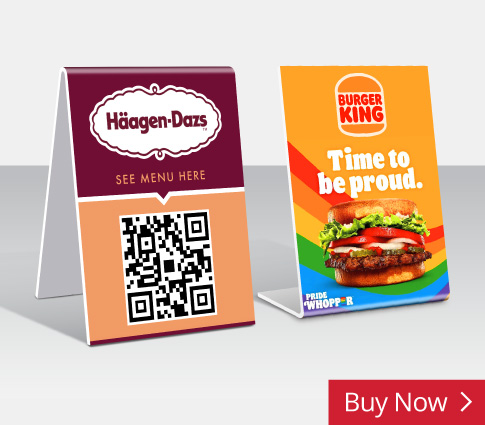 Häagen-Dazs
SEE MENU HERE
BURGER
KING
Time to
be proud.
PRIDE
WHOPPER
Buy Now